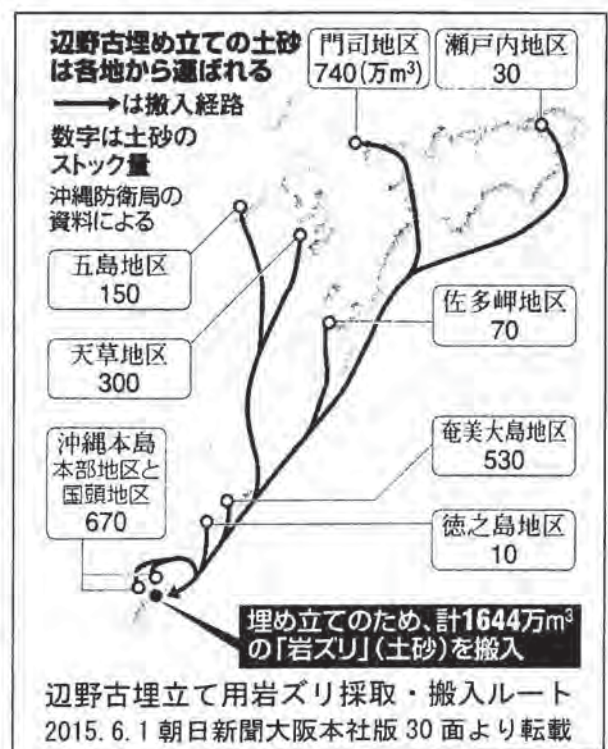 辺野古埋め立ての土砂
は各地から運ばれる
→は搬入経路
数字は土砂の
ストック量
沖縄防衛局の
資料による
門司地区
740(万m³)
瀬戸内地区
30
五島地区
150
天草地区
300
佐多岬地区
70
沖縄本島
本部地区と
国頭地区
670
奄美大島地区
530
徳之島地区
10
埋め立てのため、計1644万m³
の「岩ズリ」(土砂)を搬入
辺野古埋立て用岩ズリ採取・搬入ルート
2015.6.1朝日新聞大阪本社版30面より転載